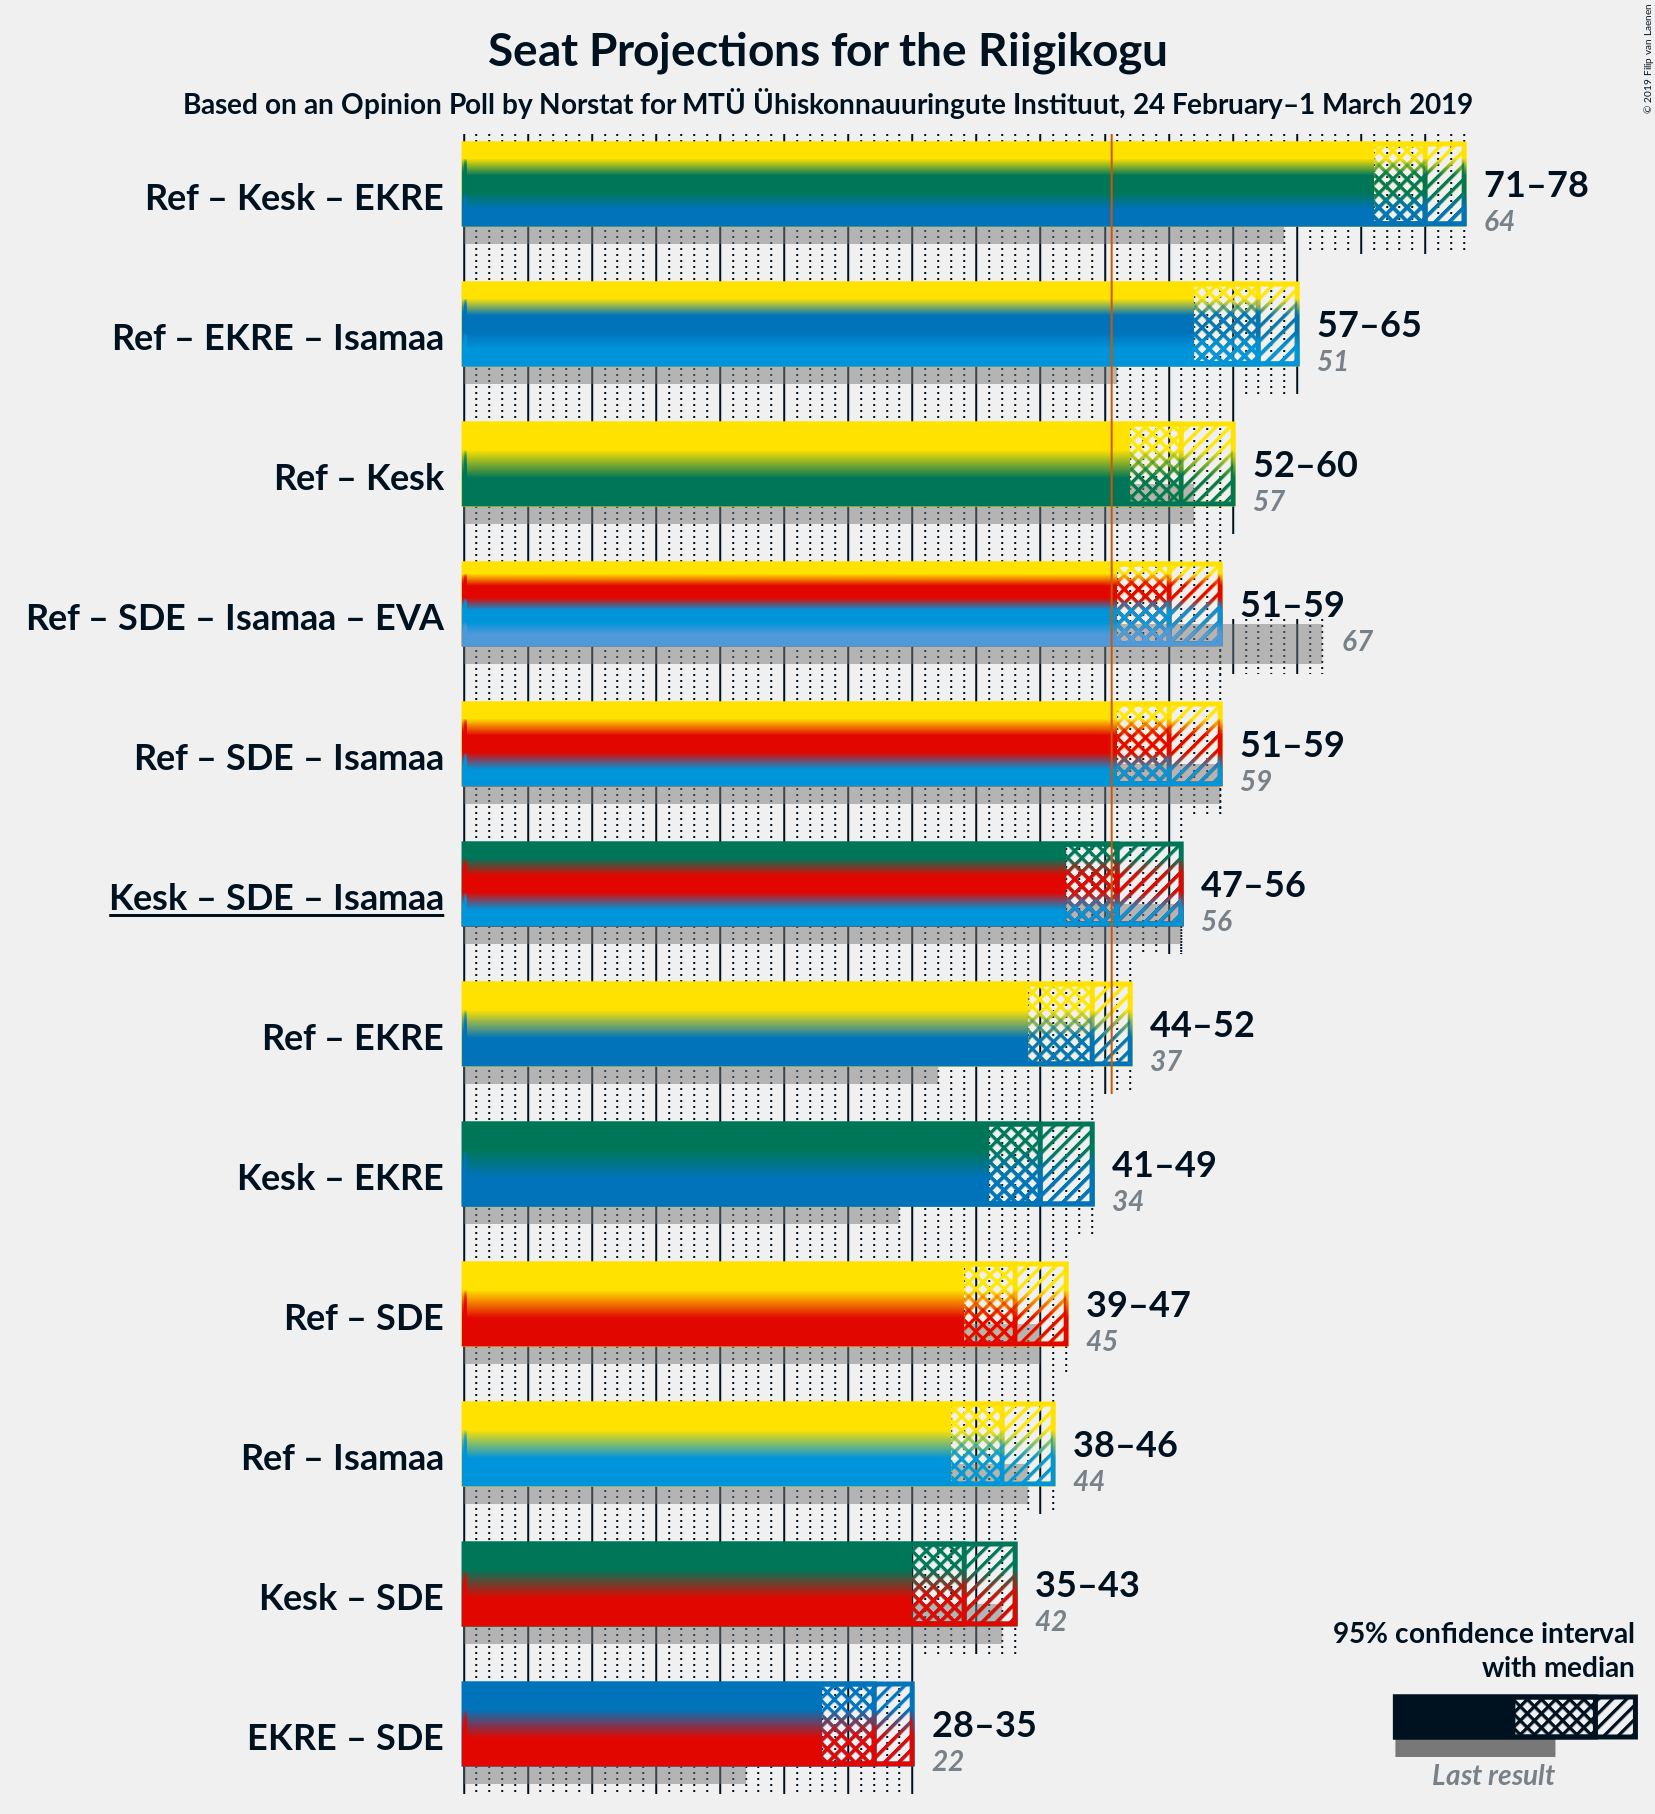 Seat Projections for the Riigikogu
Based on an Opinion Poll by Norstat for MTÜ Ühiskonnauuringute Instituut, 24 February–1 March 2019
© 2019 Filip van Laenen
Ref – Kesk – EKRE
71–78
64
Ref – EKRE – Isamaa
57–65
51
Ref – Kesk
52–60
57
Ref – SDE – Isamaa – EVA
51–59
67
Ref – SDE – Isamaa
51–59
59
Kesk – SDE – Isamaa
47–56
56
Ref – EKRE
44–52
37
Kesk – EKRE
41–49
34
Ref – SDE
39–47
45
Ref – Isamaa
38–46
44
Kesk – SDE
35–43
42
EKRE – SDE
28–35
22
95% confidence interval
with median
Last result